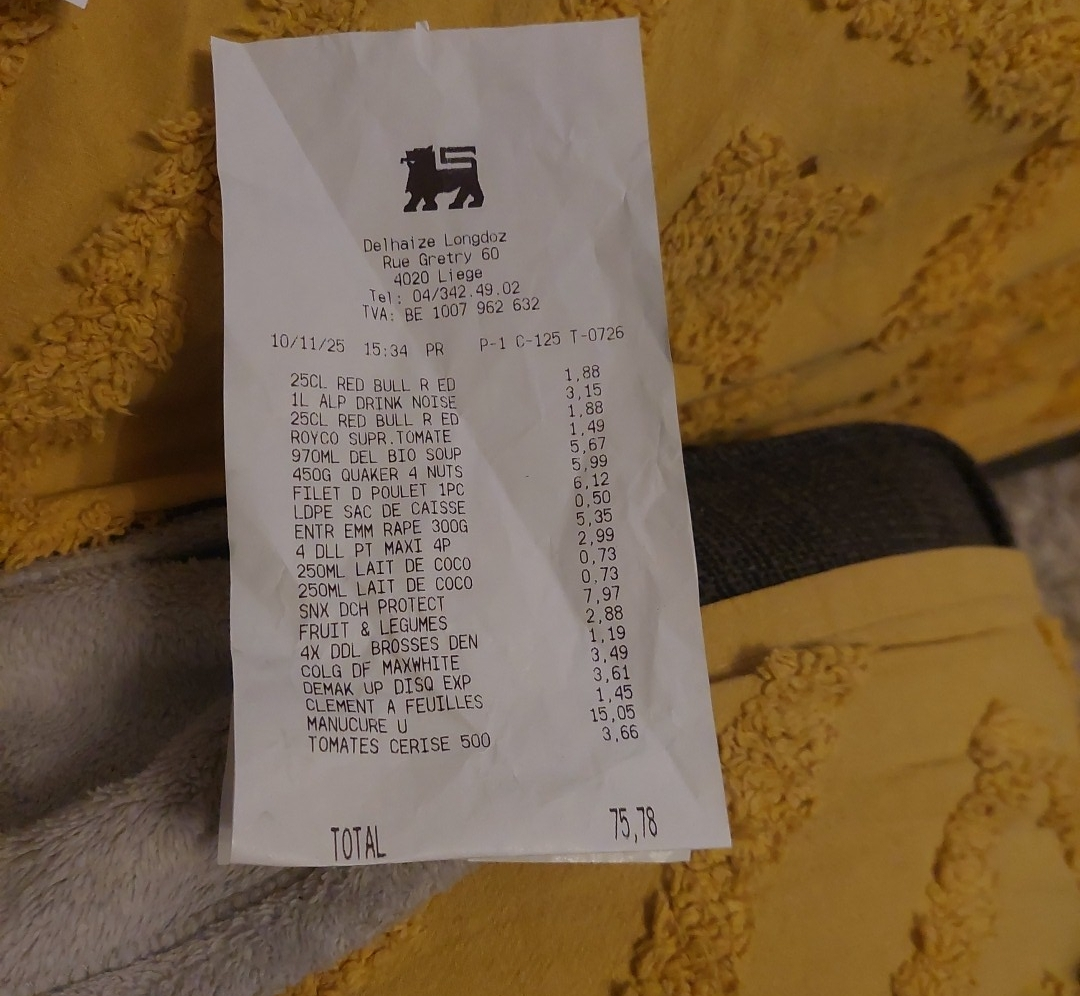 Delhaize Longdoz
Rue Gretry 60
4020 Liege
Tel: 04/342.49.02
TVA: BE 1007 962 632
10/11/25 15:34 PR P-1 C-125 T-0726
25CL RED BULL R ED 1,88
1L ALP DRINK NOISE 3,15
25CL RED BULL R ED 1,88
ROYCO SUPR.TOMATE 1,49
970ML DEL BIO SOUP 5,67
450G QUAKER 4 NUTS 5,99
FILET D POULET 1PC 6,12
LDPE SAC DE CAISSE 0,50
ENTR EMM RAPE 300G 5,35
4 DLL PT MAXI 4P 2,99
250ML LAIT DE COCO 0,73
250ML LAIT DE COCO 0,73
SNX DCH PROTECT 7,97
FRUIT & LEGUMES 2,88
4X DDL BROSSES DEN 1,19
COLG DF MAXWHITE 3,49
DEMAK UP DISQ EXP 3,61
CLEMENT A FEUILLES 1,45
MANUCURE U 15,05
TOMATES CERISE 500 3,66
TOTAL 75,78